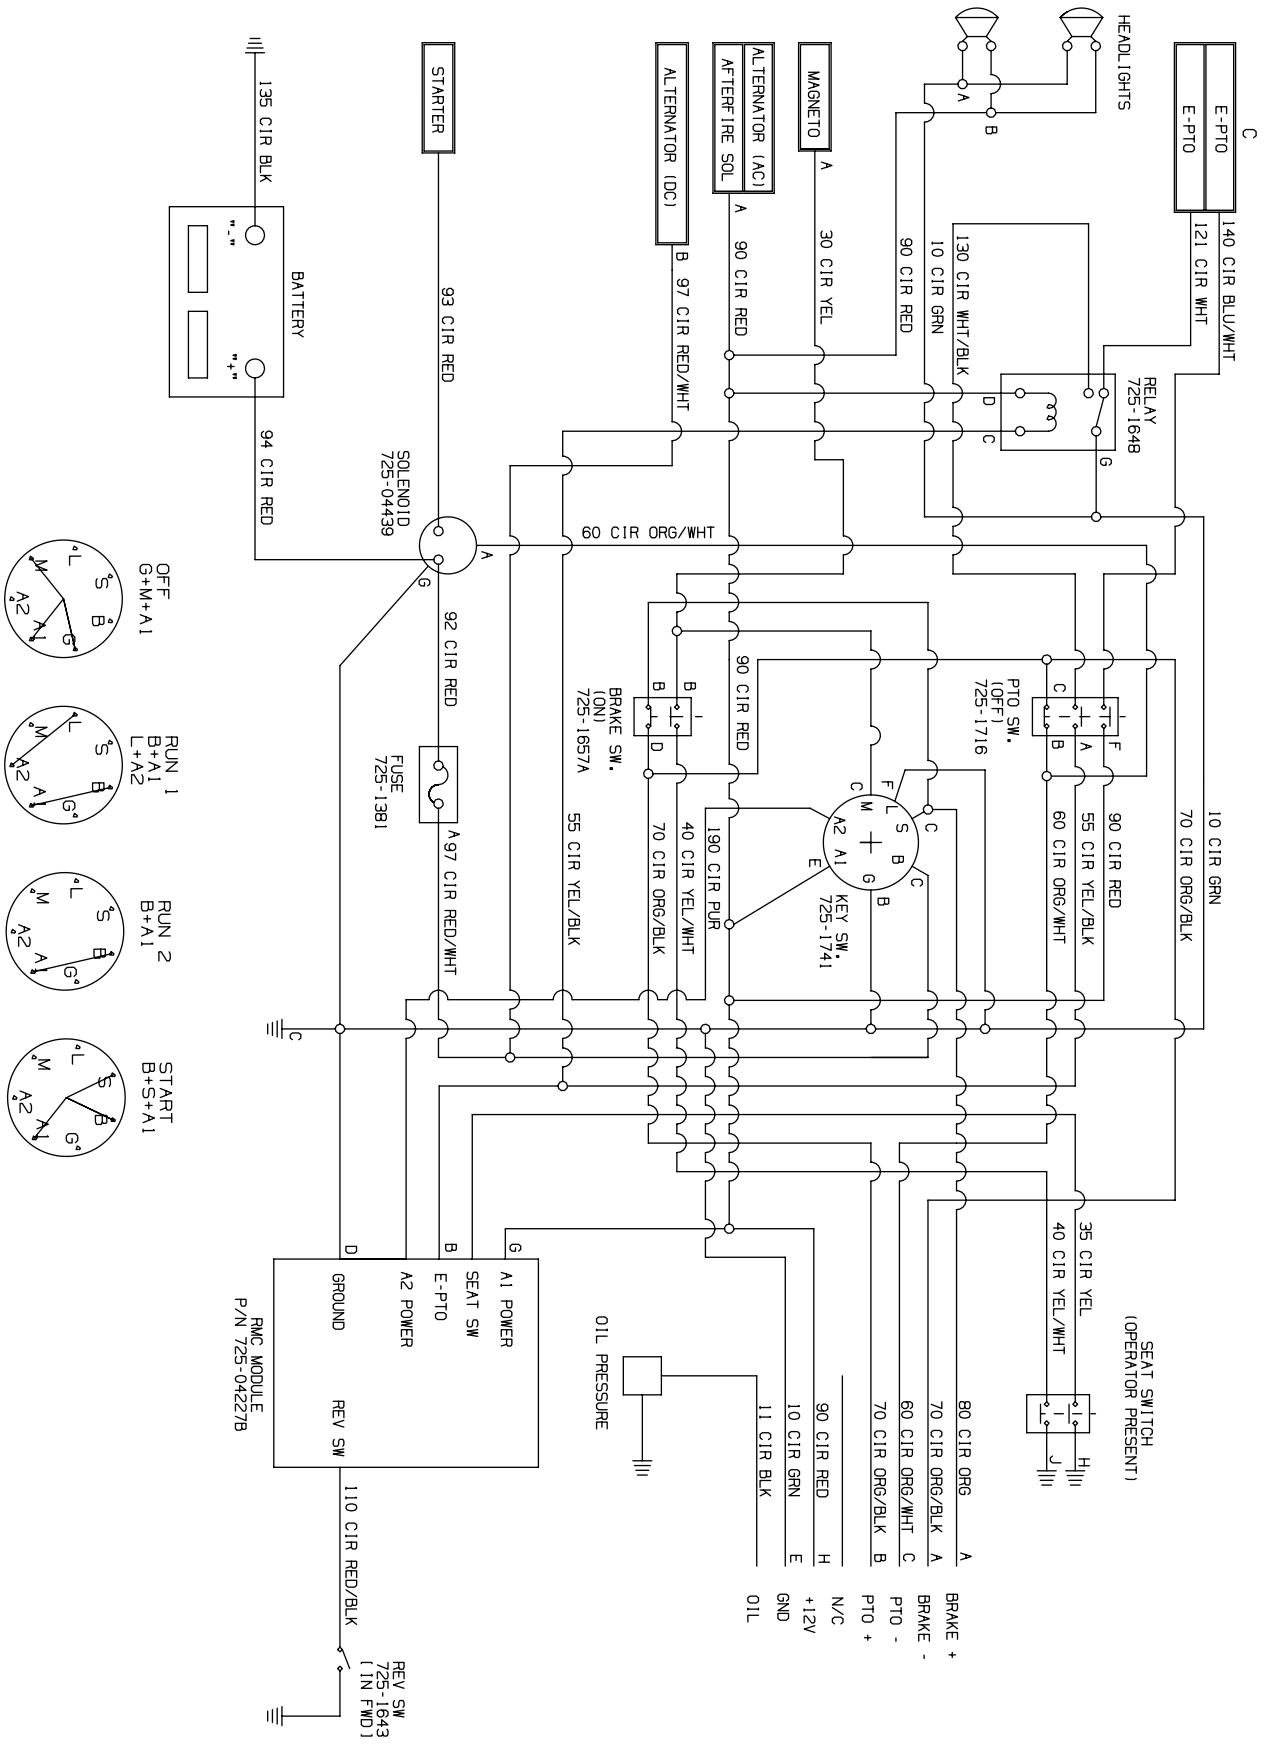 C
E-PTO
E-PTO
140 CIR BLU/WHT
121 CIR WHT
HEADLIGHTS
A
B
10 CIR GRN
90 CIR RED
130 CIR WHT/BLK
RELAY
725-1648
D
C
G
MAGNETO
A
30 CIR YEL
ALTERNATOR (AC)
AFTERFIRE SOL
A
90 CIR RED
ALTERNATOR (DC)
B
97 CIR RED/WHT
STARTER
93 CIR RED
135 CIR BLK
BATTERY
"-"
"+"
94 CIR RED
SOLENOID
725-04439
A
G
60 CIR ORG/WHT
92 CIR RED
FUSE
725-1381
A
97 CIR RED/WHT
55 CIR YEL/BLK
BRAKE SW.
(ON)
725-1657A
B
B
D
90 CIR RED
70 CIR ORG/BLK
40 CIR YEL/WHT
190 CIR PUR
PTO SW.
(OFF)
725-1716
C
F
A
B
10 CIR GRN
70 CIR ORG/BLK
90 CIR RED
55 CIR YEL/BLK
60 CIR ORG/WHT
KEY SW.
725-1741
M
L
S
B
G
A1
A2
C
F
C
C
B
E
C
OFF
G+M+A1
L
S
B
G
A1
A2
M
RUN 1
B+A1
L+A2
L
S
B
G
A1
A2
M
RUN 2
B+A1
L
S
B
G
A1
A2
M
START
B+S+A1
L
S
B
G
A1
A2
M
D
B
G
GROUND
A2 POWER
E-PTO
SEAT SW
A1 POWER
REV SW
RMC MODULE
P/N 725-04227B
110 CIR RED/BLK
REV SW
725-1643
[IN FWD]
OIL PRESSURE
35 CIR YEL
40 CIR YEL/WHT
SEAT SWITCH
(OPERATOR PRESENT)
H
J
80 CIR ORG A BRAKE +
70 CIR ORG/BLK A BRAKE -
60 CIR ORG/WHT C PTO -
70 CIR ORG/BLK B PTO +
N/C
90 CIR RED H +12V
10 CIR GRN E GND
11 CIR BLK OIL